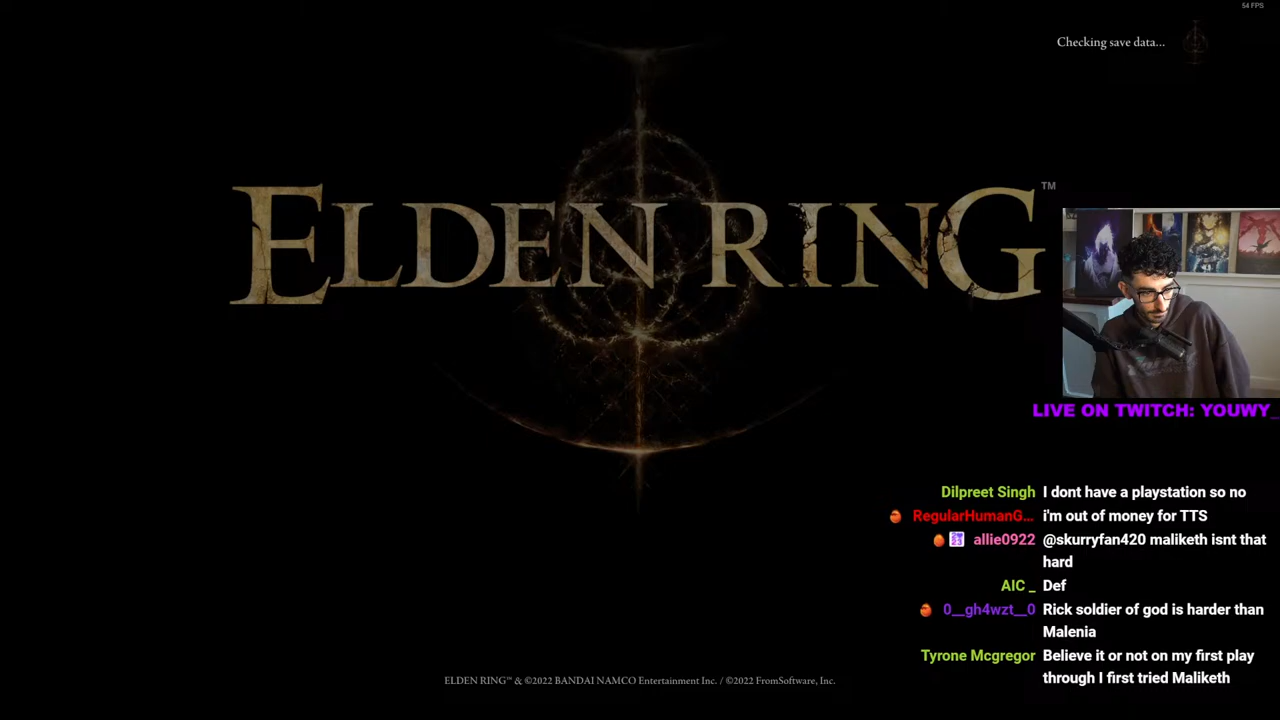 54 FPS
Checking save data...
ELDEN RING™
LIVE ON TWITCH: YOUWY_
Dilpreet Singh I dont have a playstation so no
RegularHumanG... i'm out of money for TTS
allie0922 @skurryfan420 maliketh isnt that
hard
AIC _ Def
0__gh4wzt__0 Rick soldier of god is harder than
Malenia
Tyrone Mcgregor Believe it or not on my first play
through I first tried Maliketh
ELDEN RING™ & ©2022 BANDAI NAMCO Entertainment Inc. / ©2022 FromSoftware, Inc.